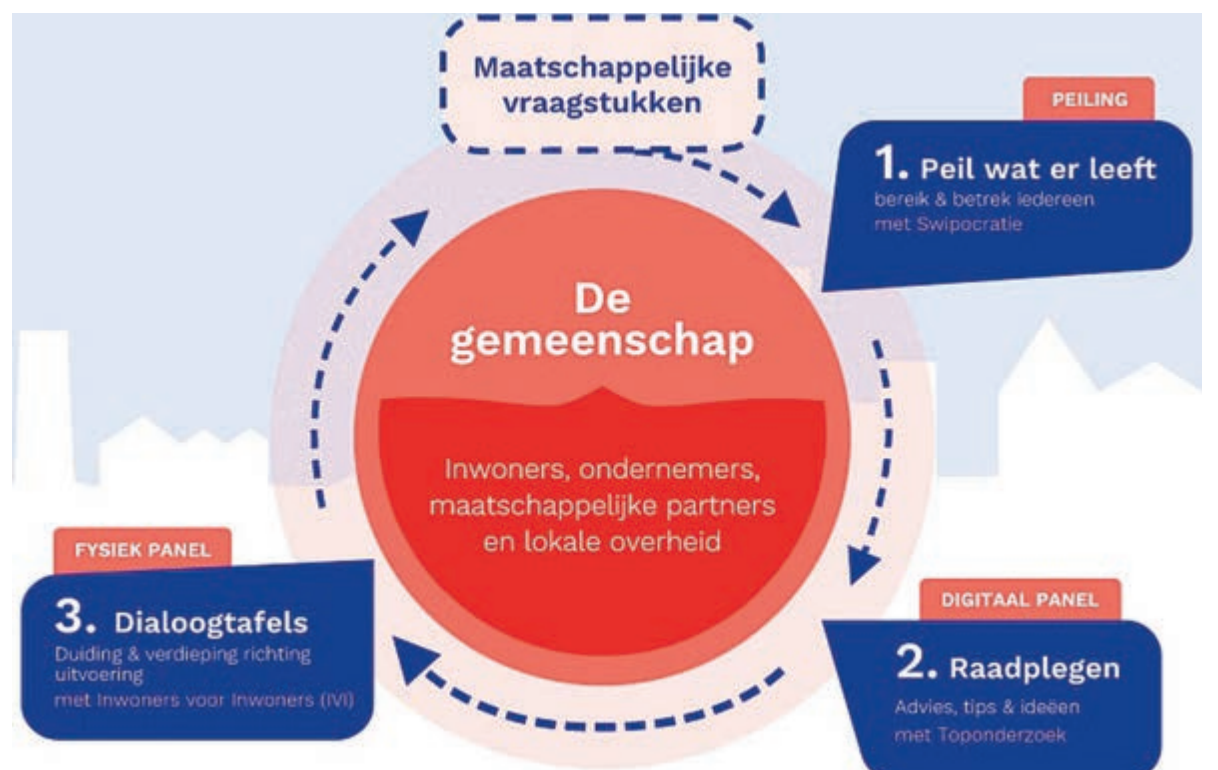 Maatschappelijke
vraagstukken
PEILING
1. Peil wat er leeft
bereik & betrek iedereen
met Swipocratie
De
gemeenschap
Inwoners, ondernemers,
maatschappelijke partners
en lokale overheid
DIGITAAL PANEL
2. Raadplegen
Advies, tips & ideeën
met Toponderzoek
FYSIEK PANEL
3. Dialoogtafels
Duiding & verdieping richting
uitvoering
met Inwoners voor Inwoners (IVI)